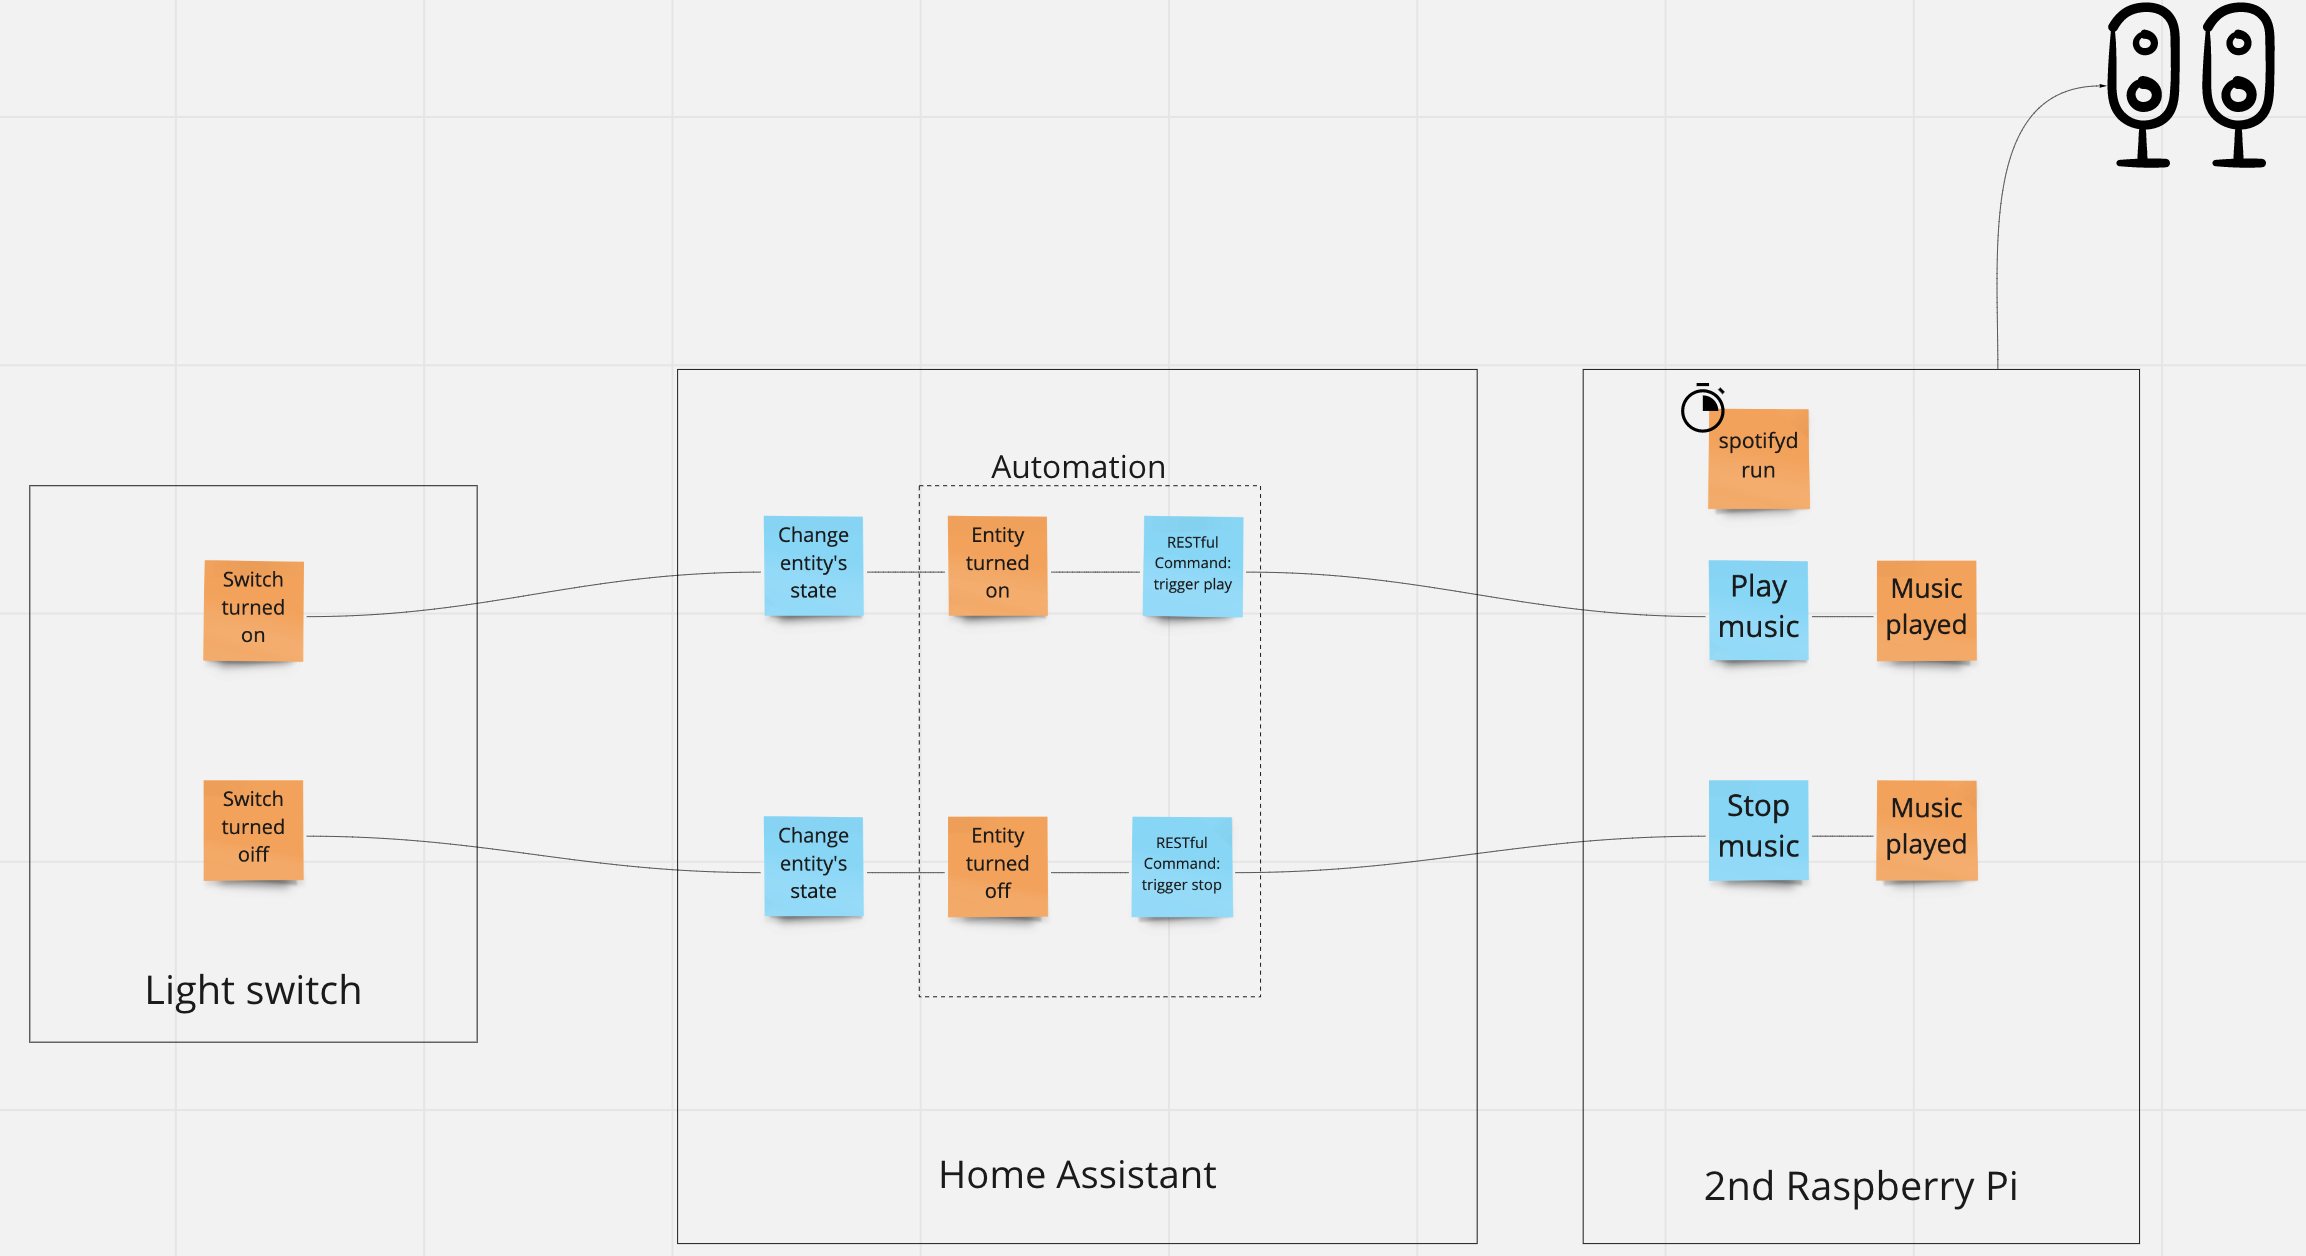 Switch
turned
on
Switch
turned
oiff
Light switch
Automation
Change
entity's
state
Entity
turned
on
RESTful
Command:
trigger play
Change
entity's
state
Entity
turned
off
RESTful
Command:
trigger stop
Home Assistant
spotifyd
run
Play
music
Music
played
Stop
music
Music
played
2nd Raspberry Pi